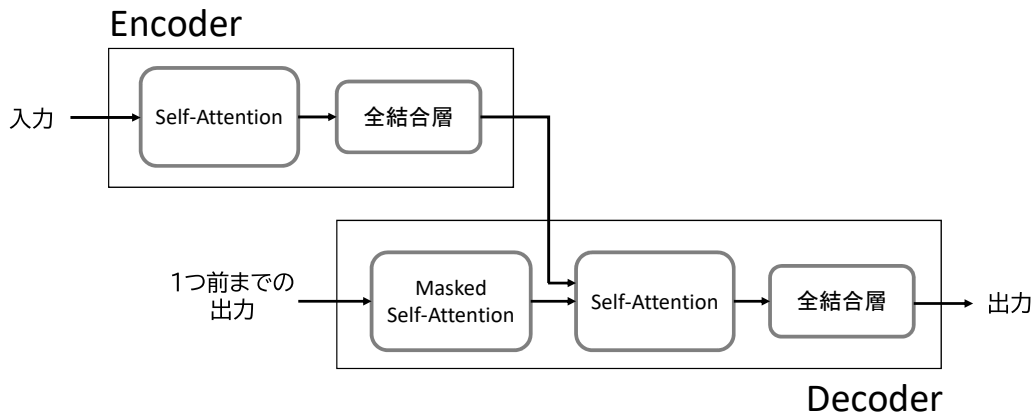 Encoder
入力
Self-Attention
全結合層
1つ前までの
出力
Masked
Self-Attention
Self-Attention
全結合層
出力
Decoder